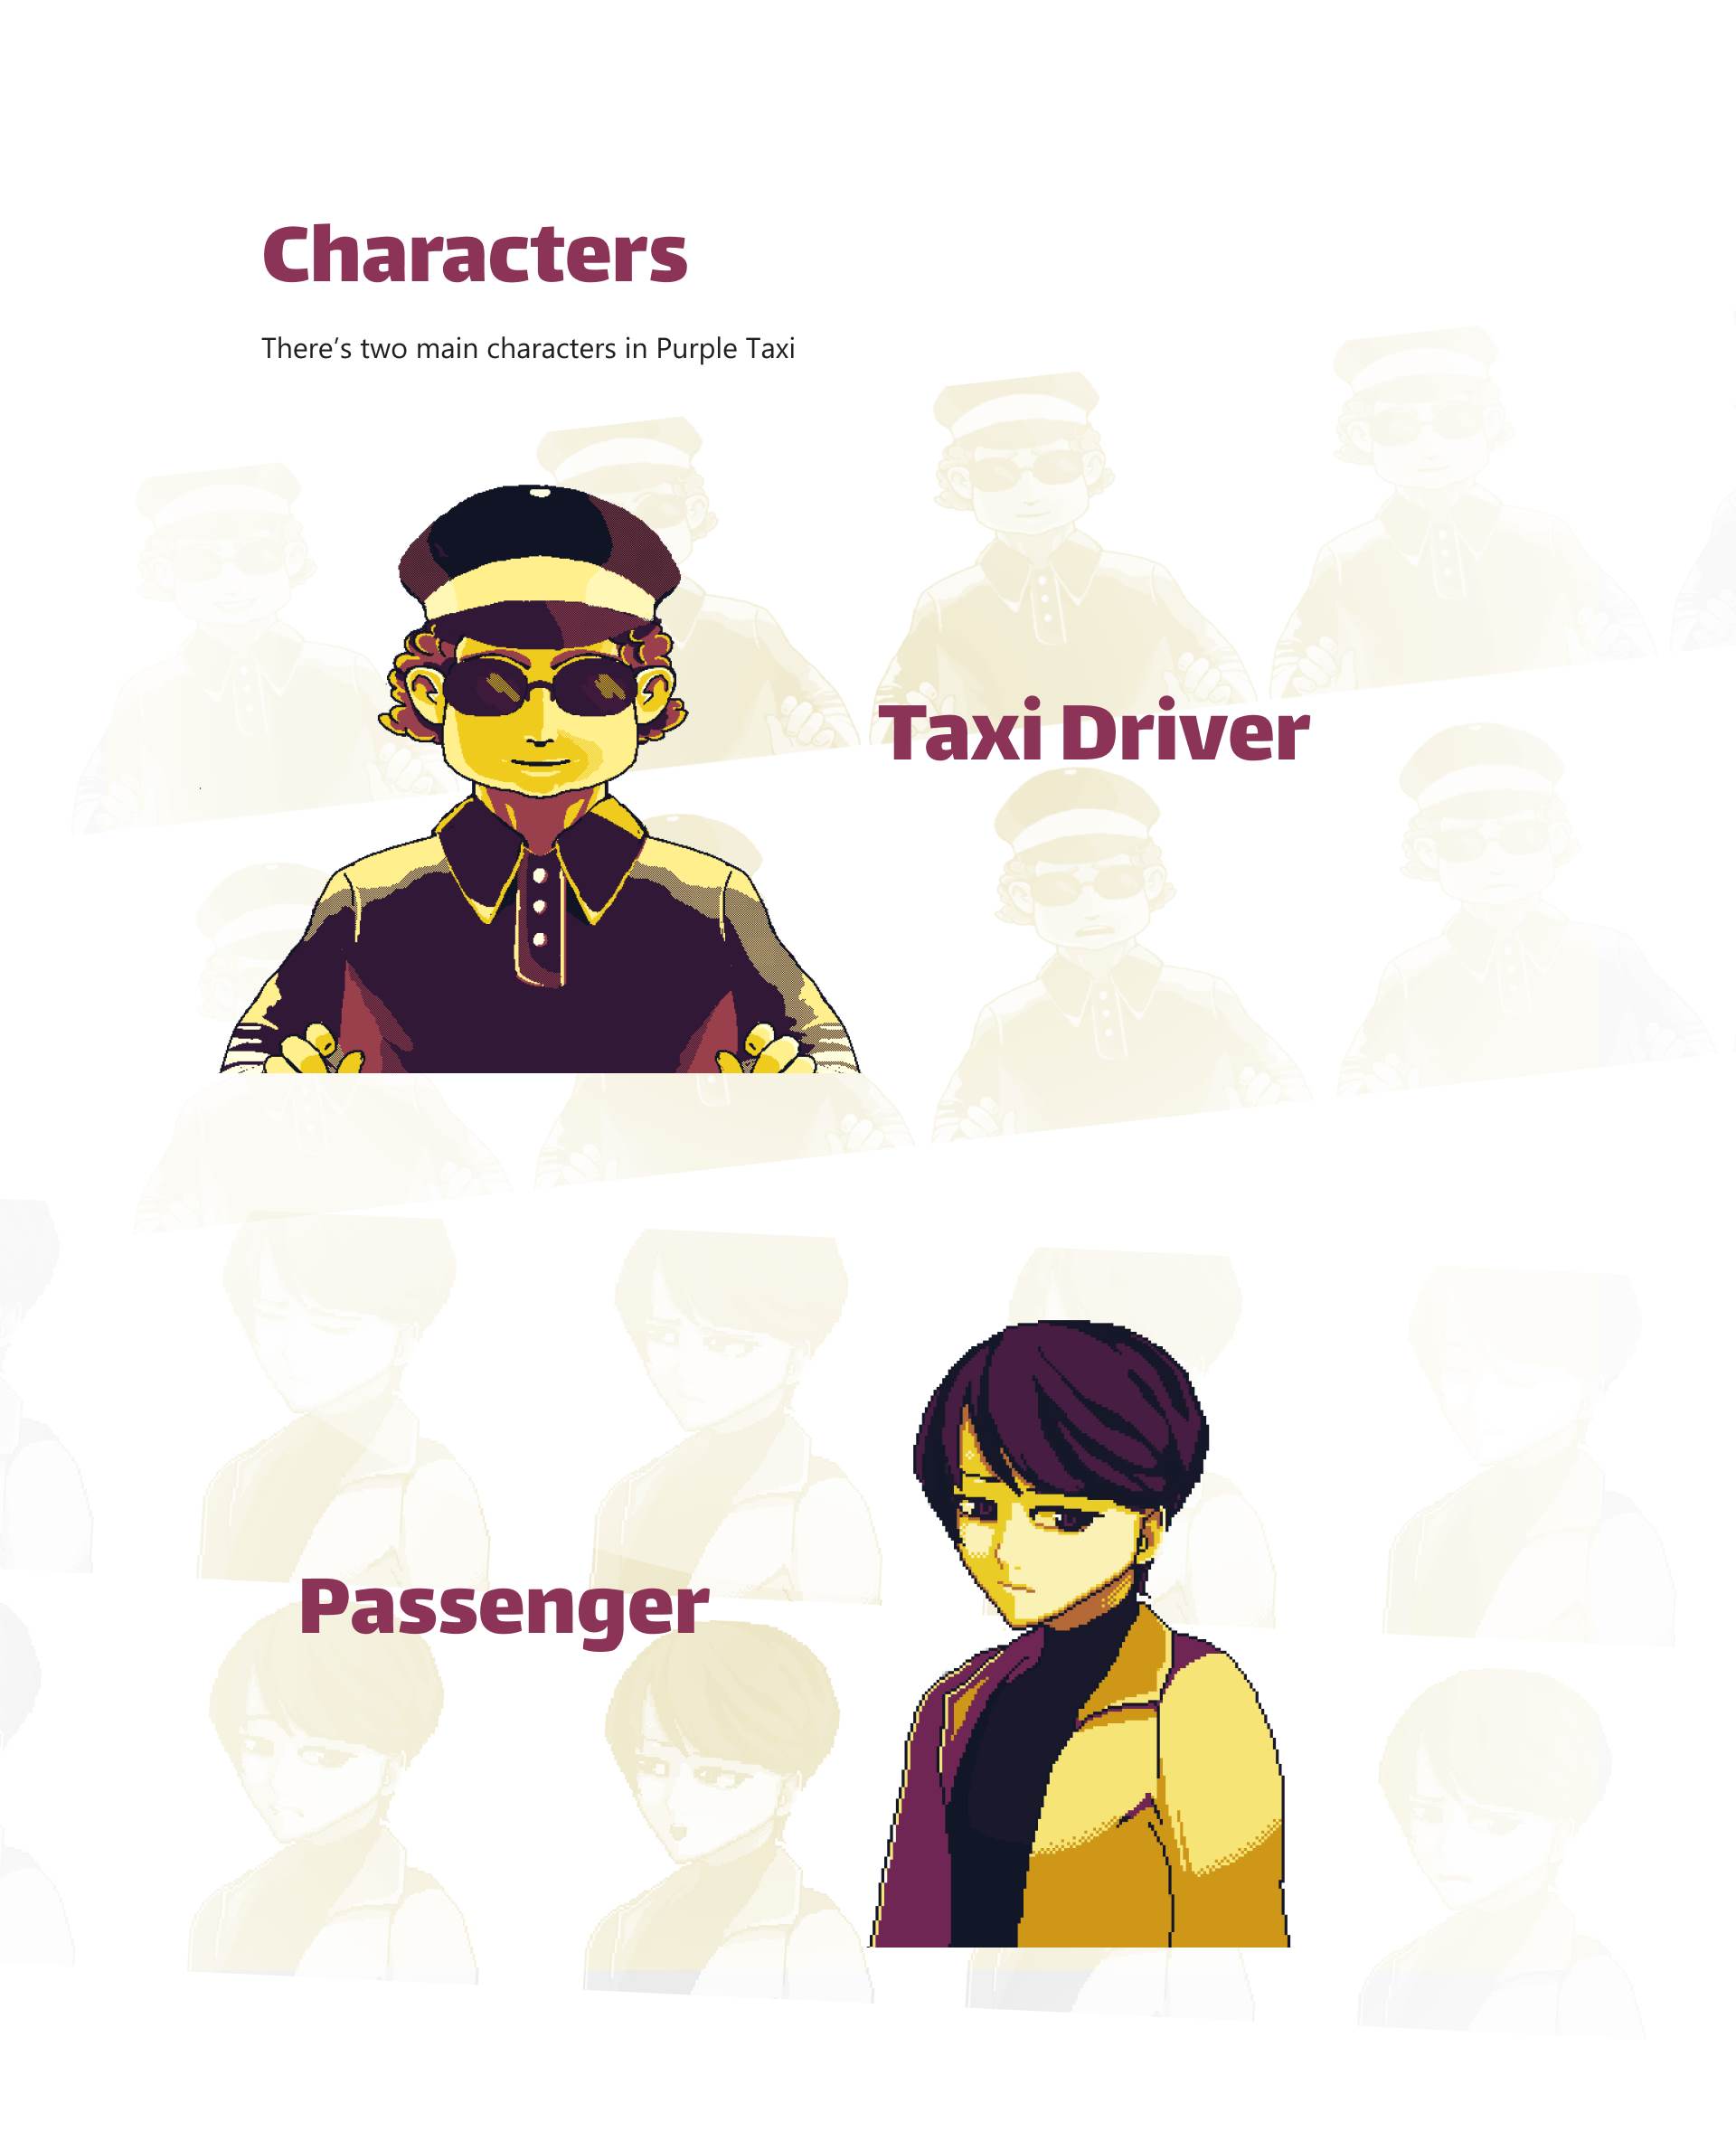 Characters
There’s two main characters in Purple Taxi
Taxi Driver
Passenger